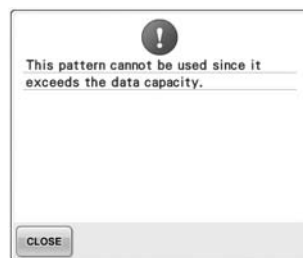 This pattern cannot be used since it
exceeds the data capacity.
CLOSE